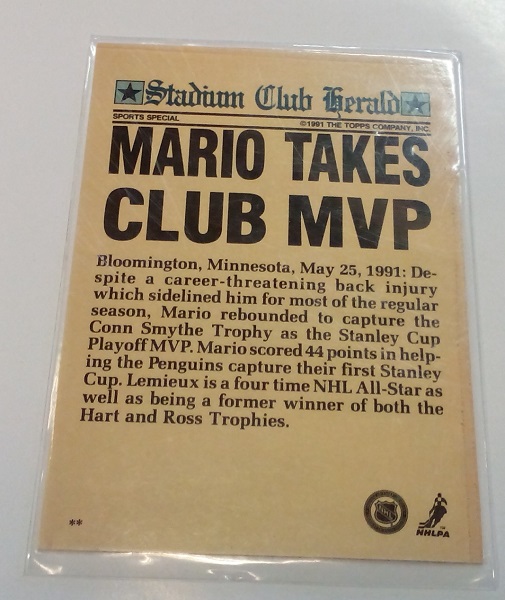 Stadium Club Herald
SPORTS SPECIAL ©1991 THE TOPPS COMPANY, INC.
MARIO TAKES
CLUB MVP
Bloomington, Minnesota, May 25, 1991: De-
spite a career-threatening back injury
which sidelined him for most of the regular
season, Mario rebounded to capture the
Conn Smythe Trophy as the Stanley Cup
Playoff MVP. Mario scored 44 points in help-
ing the Penguins capture their first Stanley
Cup. Lemieux is a four time NHL All-Star as
well as being a former winner of both the
Hart and Ross Trophies.
**
NHL
NHLPA